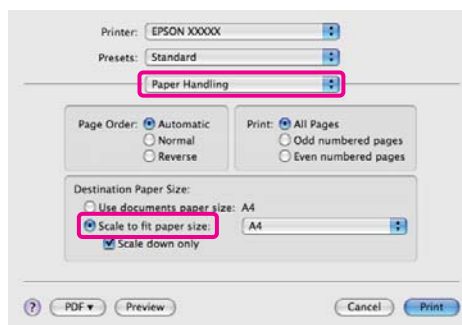 Printer: EPSON XXXXX
Presets: Standard
Paper Handling
Page Order: Automatic
Normal
Reverse
Print: All Pages
Odd numbered pages
Even numbered pages
Destination Paper Size:
Use documents paper size: A4
Scale to fit paper size: A4
Scale down only
? PDF ▾ Preview Cancel Print